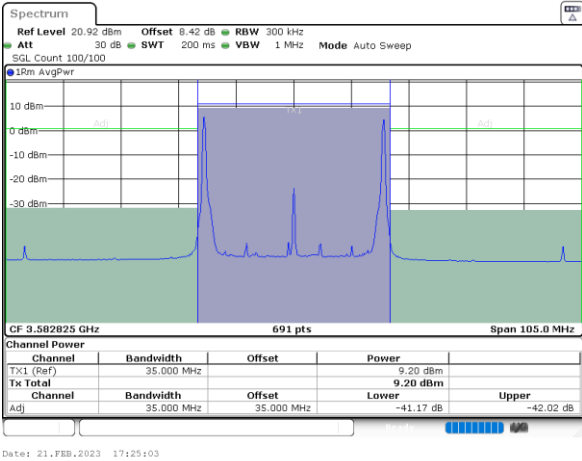 Spectrum
Ref Level 20.92 dBm Offset 8.42 dB RBW 300 kHz
Att 30 dB SWT 200 ms VBW 1 MHz Mode Auto Sweep
SGL Count 100/100
1Rm AvgPwr
10 dBm
Adj TX1 Adj
0 dBm
-10 dBm
-20 dBm
-30 dBm
CF 3.582825 GHz 691 pts Span 105.0 MHz
Channel Power
Channel Bandwidth Offset Power
TX1 (Ref) 35.000 MHz 9.20 dBm
Tx Total 9.20 dBm
Channel Bandwidth Offset Lower Upper
Adj 35.000 MHz 35.000 MHz -41.17 dB -42.02 dB
Date: 21.FEB.2023 17:25:03